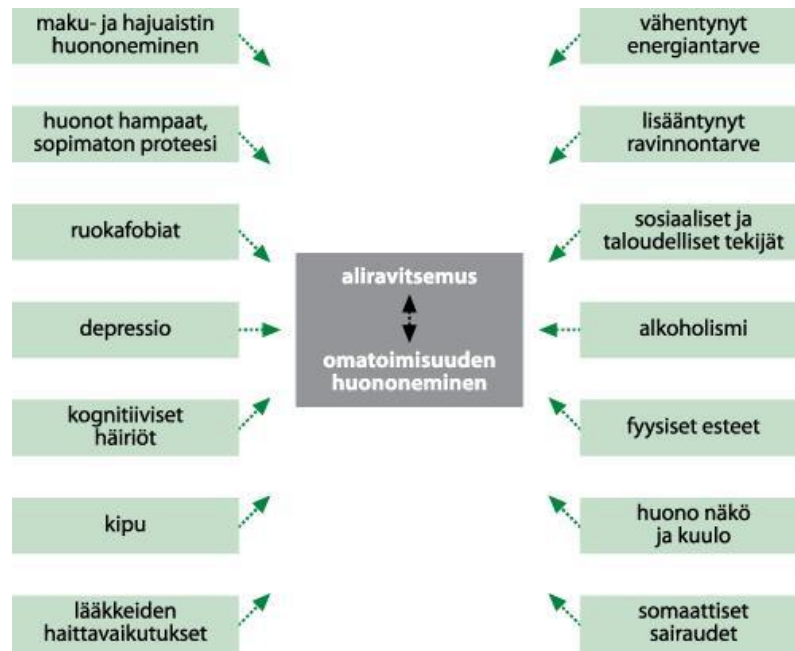 maku- ja hajuaistin
huononeminen
huonot hampaat,
sopimaton proteesi
ruokafobiat
depressio
kognitiiviset
häiriöt
kipu
lääkkeiden
haittavaikutukset
aliravitsemus
omatoimisuuden
huononeminen
vähentynyt
energiantarve
lisääntynyt
ravinnontarve
sosiaaliset ja
taloudelliset tekijät
alkoholismi
fyysiset esteet
huono näkö
ja kuulo
somaattiset
sairaudet